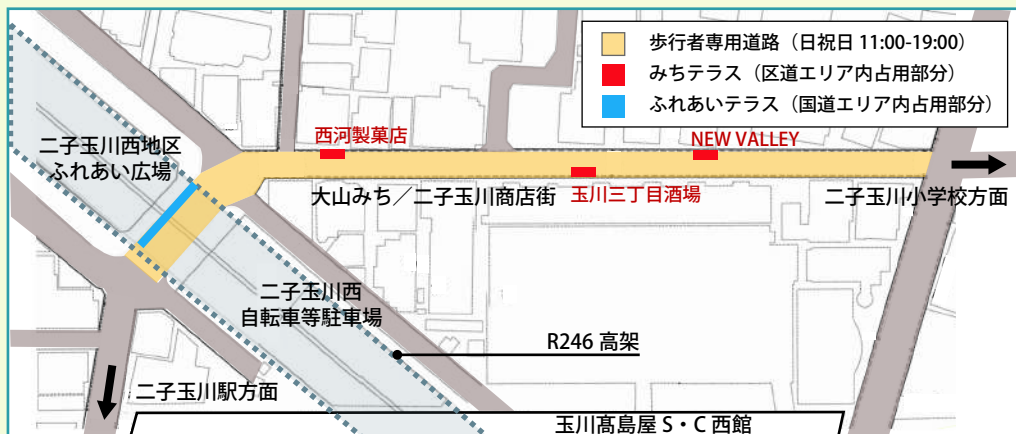 歩行者専用道路（日祝日 11:00-19:00）
みちテラス（区道エリア内占用部分）
ふれあいテラス（国道エリア内占用部分）
二子玉川西地区
ふれあい広場
西河製菓店
NEW VALLEY
大山みち／二子玉川商店街
玉川三丁目酒場
二子玉川小学校方面
二子玉川西
自転車等駐車場
R246 高架
二子玉川駅方面
玉川髙島屋 S・C 西館